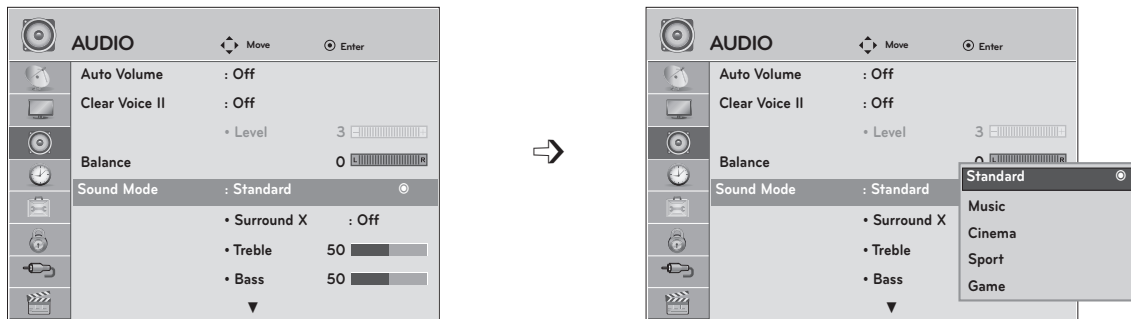 AUDIO Move Enter
Auto Volume : Off
Clear Voice II : Off
• Level 3 - +
Balance 0 L R
Sound Mode : Standard
• Surround X : Off
• Treble 50
• Bass 50
▼
AUDIO Move Enter
Auto Volume : Off
Clear Voice II : Off
• Level 3 - +
Balance 0 L R
Sound Mode : Standard
• Surround X
• Treble
• Bass
▼
Standard
Music
Cinema
Sport
Game